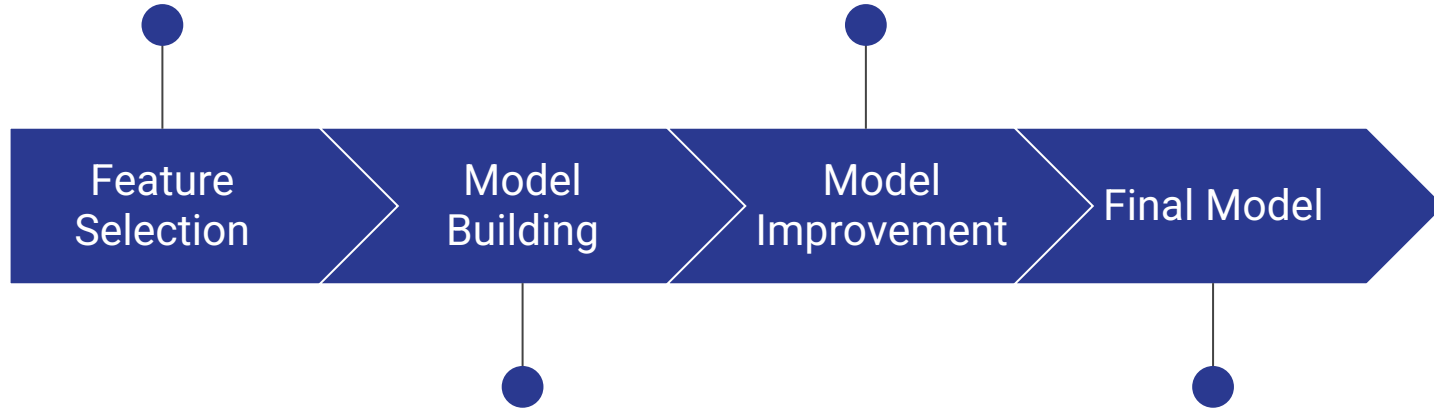 Feature
Selection
Model
Building
Model
Improvement
Final Model